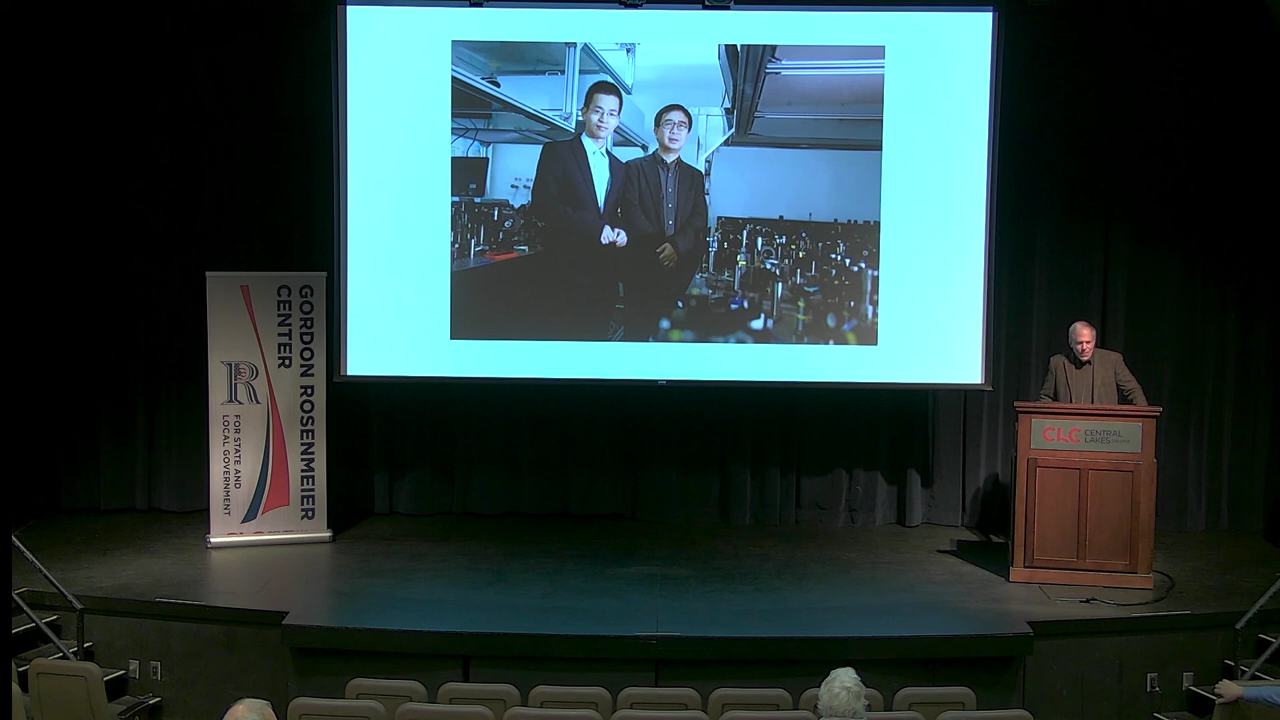 GORDON ROSENMEIER
CENTER
R
FOR STATE AND
LOCAL GOVERNMENT
CLC CENTRAL
LAKES